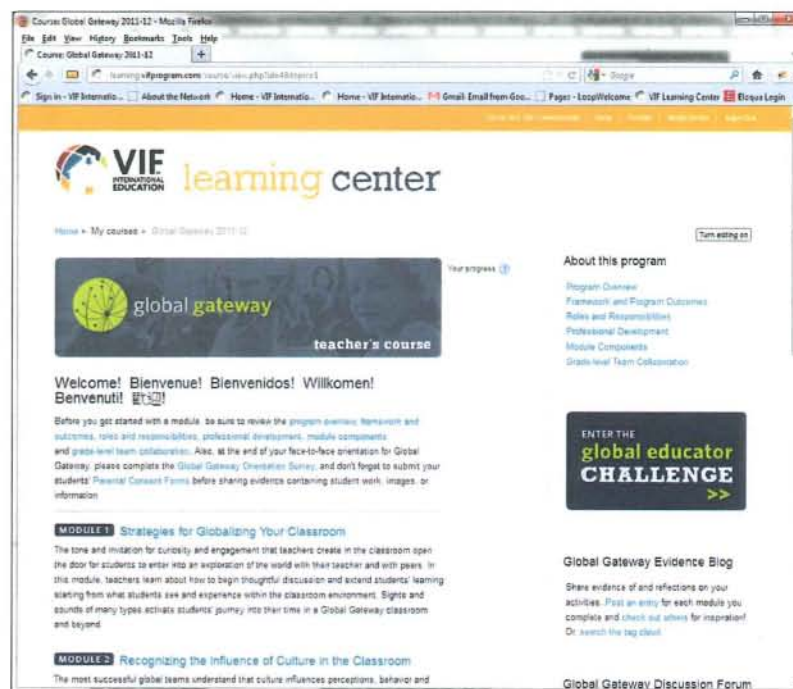 Course: Global Gateway 2011-12 - Mozilla Firefox
File Edit View History Bookmarks Tools Help
Course: Global Gateway 2011-12 +
learning.vifprogram.com/course/view.php?id=48&topic=1
Google
Sign in - VIF Internatio... About the Network Home - VIF Internatio... Home - VIF Internatio... Gmail: Email from Goo... Pages - LoopWelcome VIF Learning Center Eloqua Login
VIF INTERNATIONAL EDUCATION learning center
Home ► My courses ► Global Gateway 2011-12
Turn editing on
Your progress
global gateway
teacher's course
Welcome! Bienvenue! Bienvenidos! Willkomen!
Benvenuti!
Before you get started with a module, be sure to review the program overview, framework and
outcomes, roles and responsibilities, professional development, module components
and grade-level team collaboration. Also, at the end of your face-to-face orientation for Global
Gateway, please complete the Global Gateway Orientation Survey, and don't forget to submit your
students' Parental Consent Forms before sharing evidence containing student work, images, or
information
MODULE 1 Strategies for Globalizing Your Classroom
The tone and invitation for curiosity and engagement that teachers create in the classroom open
the door for students to enter into an exploration of the world with their teacher and with peers. In
this module, teachers learn about how to begin thoughtful discussion and extend students' learning
starting from what students see and experience within the classroom environment. Sights and
sounds of many types activate students' journey into their time in a Global Gateway classroom
and beyond.
MODULE 2 Recognizing the Influence of Culture in the Classroom
The most successful global teams understand that culture influences perceptions, behavior and
About this program
Program Overview
Framework and Program Outcomes
Roles and Responsibilities
Professional Development
Module Components
Grade-level Team Collaboration
ENTER THE
global educator
CHALLENGE
>>
Global Gateway Evidence Blog
Share evidence of and reflections on your
activities. Post an entry for each module you
complete and check out others for inspiration!
Or, search the tag cloud.
Global Gateway Discussion Forum